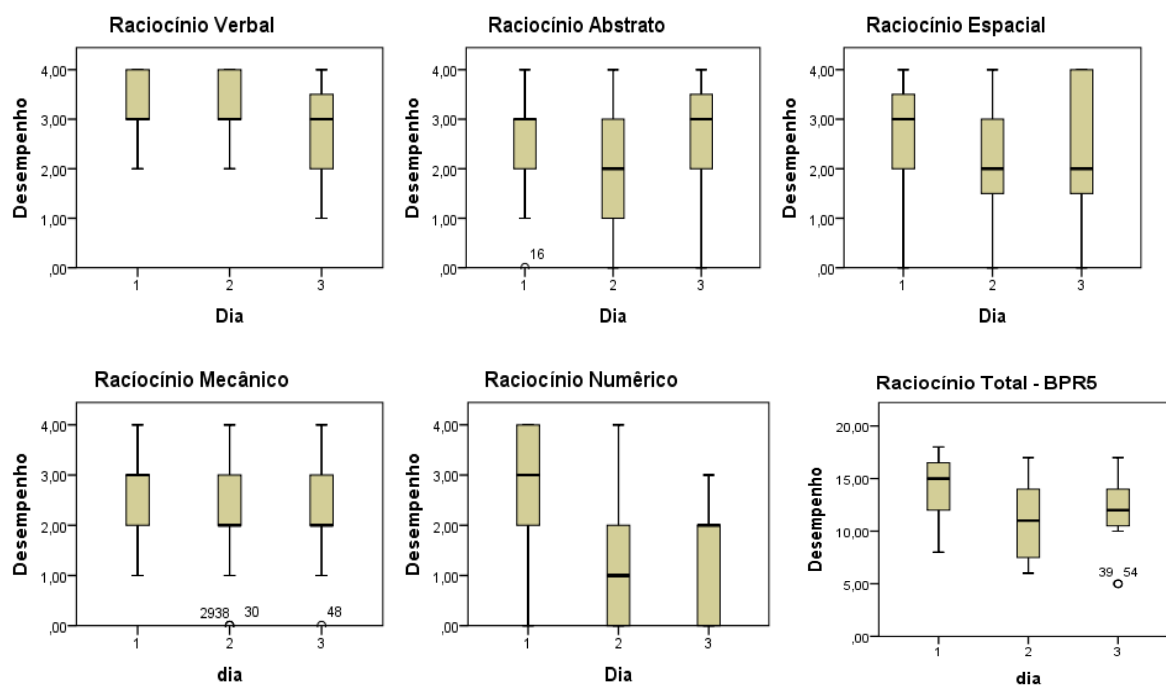 Raciocínio Verbal
Desempenho
4,00
3,00
2,00
1,00
,00
1 2 3
Dia
Raciocínio Abstrato
Desempenho
4,00
3,00
2,00
1,00
,00
16
1 2 3
Dia
Raciocínio Espacial
Desempenho
4,00
3,00
2,00
1,00
,00
1 2 3
Dia
Raciocínio Mecânico
Desempenho
4,00
3,00
2,00
1,00
,00
2938 30 48
1 2 3
dia
Raciocínio Numêrico
Desempenho
4,00
3,00
2,00
1,00
,00
1 2 3
Dia
Raciocínio Total - BPR5
Desempenho
20,00
15,00
10,00
5,00
,00
39 54
1 2 3
dia